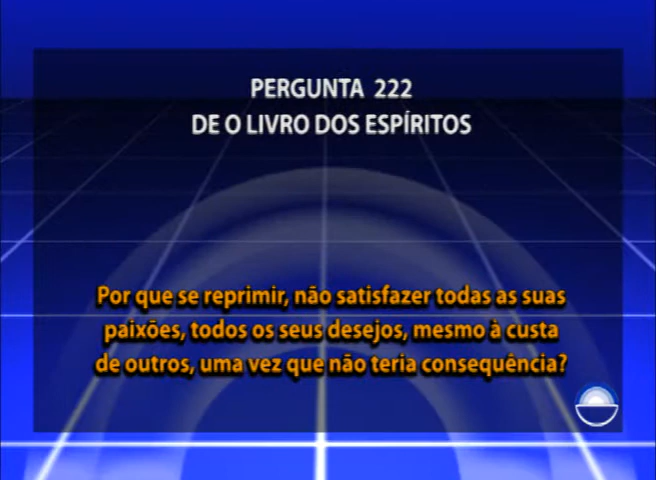 PERGUNTA 222
DE O LIVRO DOS ESPÍRITOS
Por que se reprimir, não satisfazer todas as suas
paixões, todos os seus desejos, mesmo à custa
de outros, uma vez que não teria consequência?